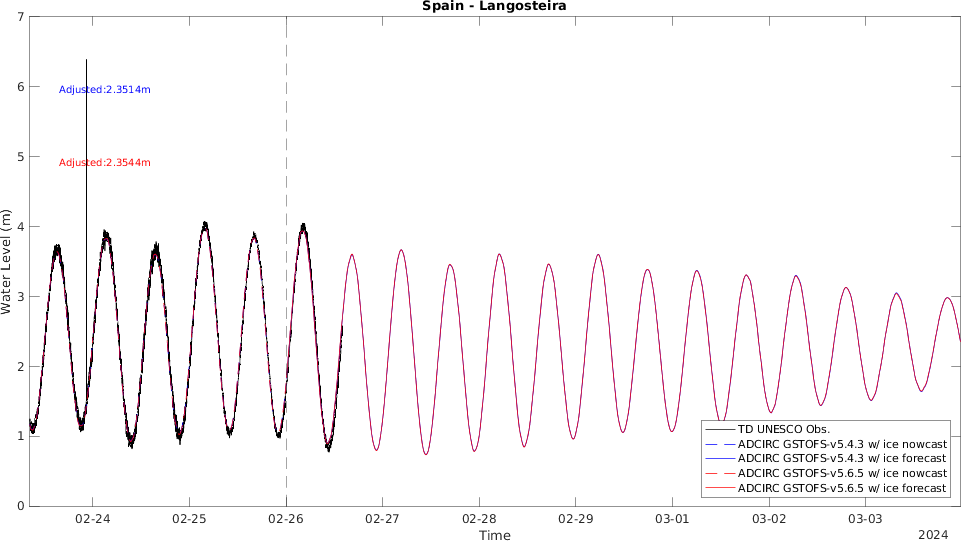 Spain - Langosteira
7
6
5
4
3
2
1
0
Water Level (m)
Adjusted:2.3514m
Adjusted:2.3544m
TD UNESCO Obs.
ADCIRC GSTOFS-v5.4.3 w/ ice nowcast
ADCIRC GSTOFS-v5.4.3 w/ ice forecast
ADCIRC GSTOFS-v5.6.5 w/ ice nowcast
ADCIRC GSTOFS-v5.6.5 w/ ice forecast
02-24 02-25 02-26 02-27 02-28 02-29 03-01 03-02 03-03
Time
2024